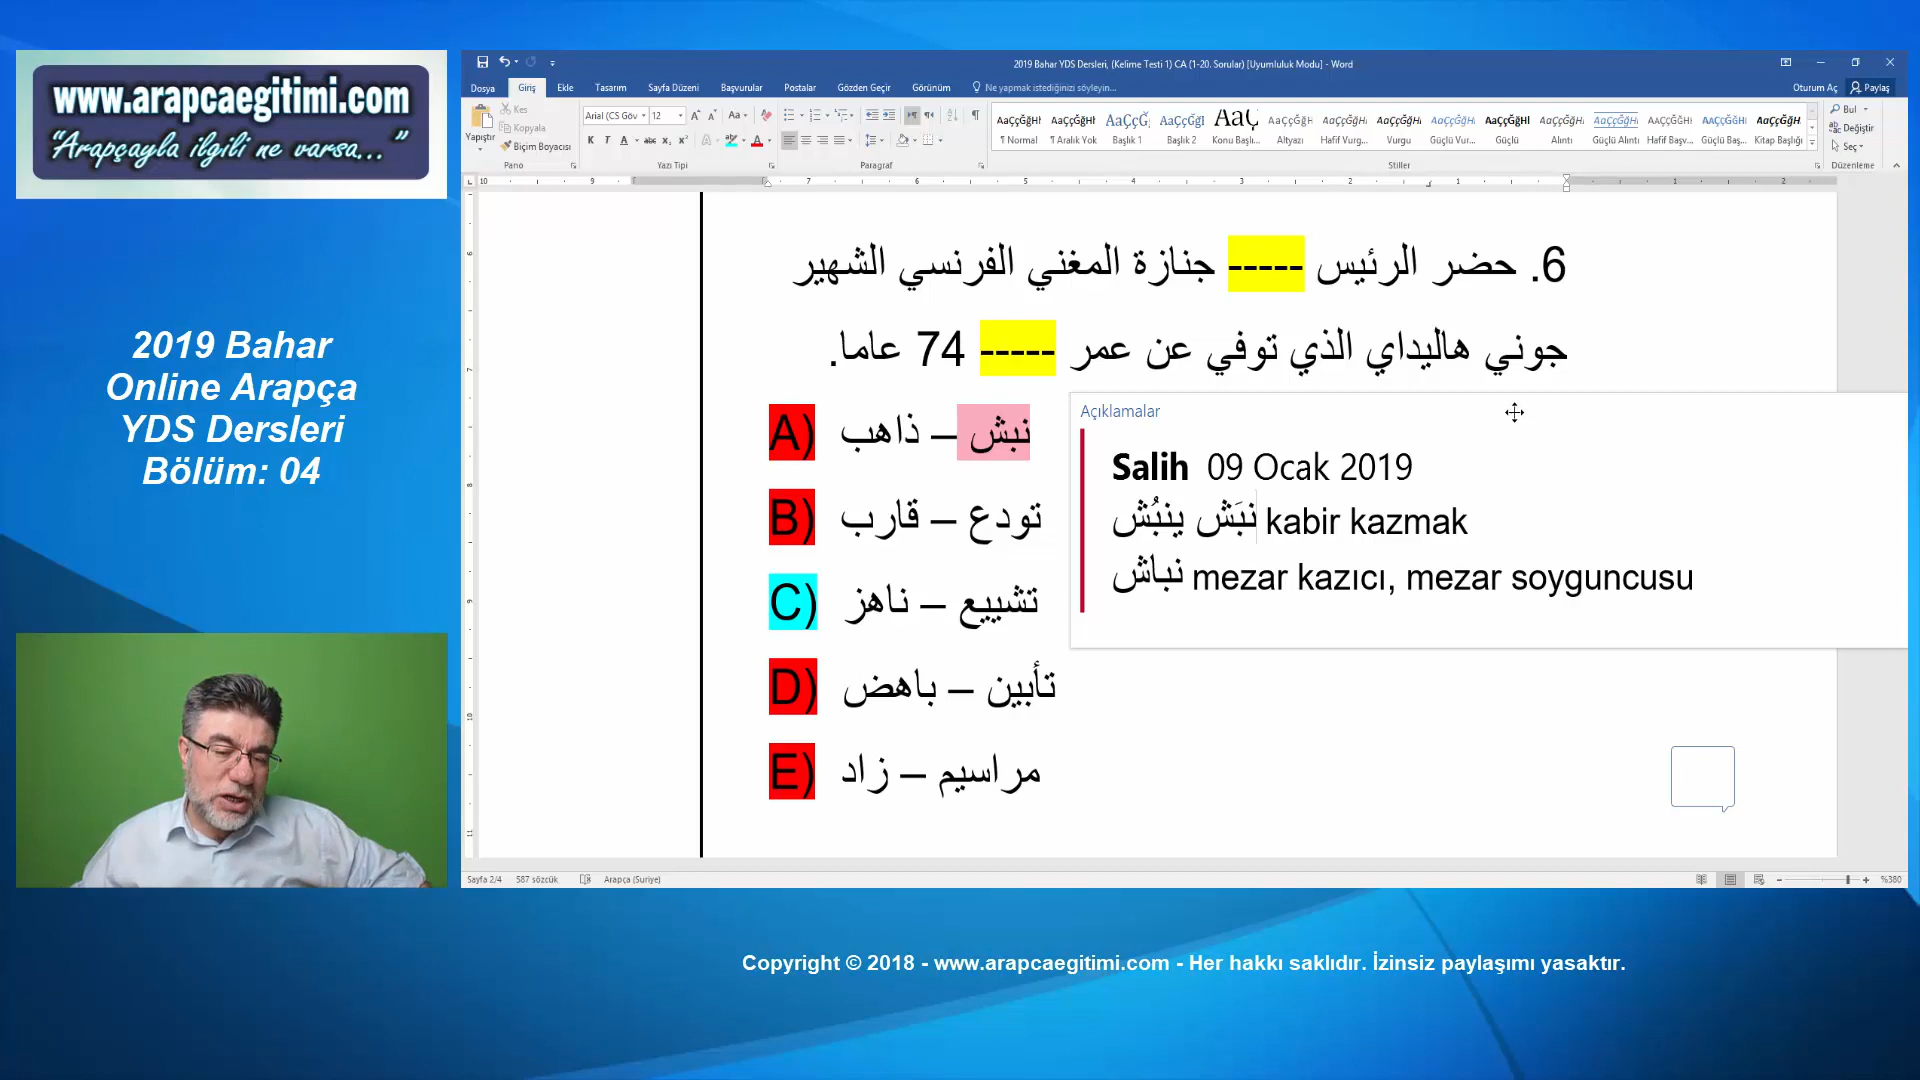 www.arapcaegitimi.com
"Arapçayla ilgili ne varsa..."
2019 Bahar
Online Arapça
YDS Dersleri
Bölüm: 04
2019 Bahar YDS Dersleri, (Kelime Testi 1) CA (1-20. Sorular) [Uyumluluk Modu] - Word
Dosya Giriş Ekle Tasarım Sayfa Düzeni Başvurular Postalar Gözden Geçir Görünüm Ne yapmak istediğinizi söyleyin... Oturum Aç Paylaş
Yapıştır Kes Kopyala Biçim Boyacısı
Arial (CS Göv 12
¶ Normal ¶ Aralık Yok Başlık 1 Başlık 2 Konu Başlı... Altyazı Hafif Vurg... Vurgu Güçlü Vur... Güçlü Alıntı Güçlü Alıntı Hafif Başv... Güçlü Baş... Kitap Başlığı
Bul
Değiştir
Seç
Pano Yazı Tipi Paragraf Stiller Düzenleme
6. حضر الرئيس ----- جنازة المغني الفرنسي الشهير
جوني هاليداي الذي توفي عن عمر ----- 74 عاما.
A) نبش – ذاهب
B) تودع – قارب
C) تشييع – ناهز
D) تأبين – باهض
E) مراسيم – زاد
Açıklamalar
Salih 09 Ocak 2019
نبَش ينبُش kabir kazmak
نباش mezar kazıcı, mezar soyguncusu
Sayfa 2/4 587 sözcük Arapça (Suriye) %380
Copyright © 2018 - www.arapcaegitimi.com - Her hakkı saklıdır. İzinsiz paylaşımı yasaktır.